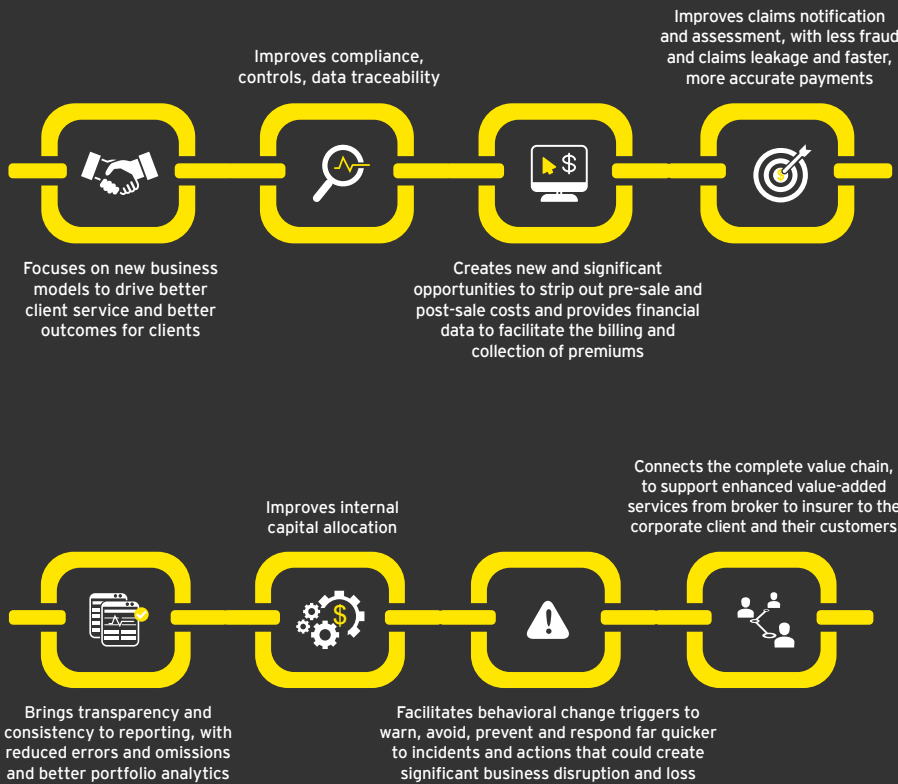 Improves compliance,
controls, data traceability
Improves claims notification
and assessment, with less fraud
and claims leakage and faster,
more accurate payments
$
$
Focuses on new business
models to drive better
client service and better
outcomes for clients
Creates new and significant
opportunities to strip out pre-sale and
post-sale costs and provides financial
data to facilitate the billing and
collection of premiums
Improves internal
capital allocation
Connects the complete value chain,
to support enhanced value-added
services from broker to insurer to the
corporate client and their customers
$
Brings transparency and
consistency to reporting, with
reduced errors and omissions
and better portfolio analytics
Facilitates behavioral change triggers to
warn, avoid, prevent and respond far quicker
to incidents and actions that could create
significant business disruption and loss